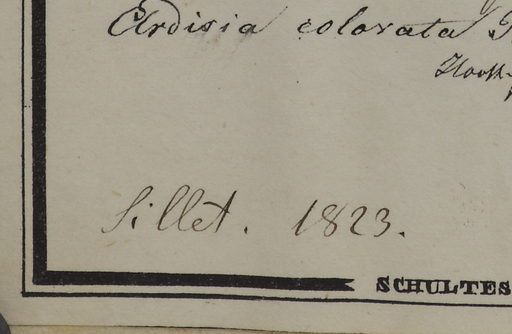 Ardisia colorata
Sillet. 1823.
SCHULTES